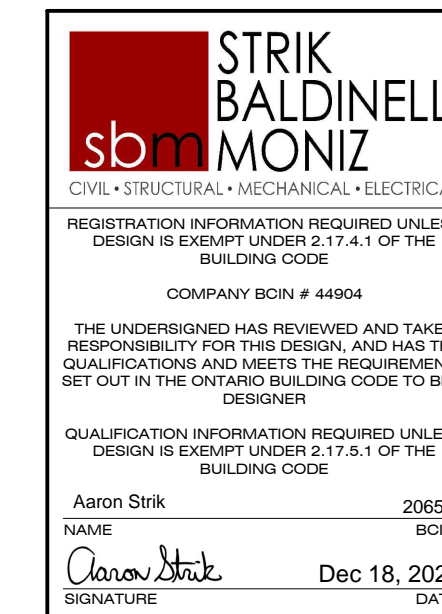 STRIK
BALDINELL
sbm MONIZ
CIVIL • STRUCTURAL • MECHANICAL • ELECTRICA
REGISTRATION INFORMATION REQUIRED UNLES
DESIGN IS EXEMPT UNDER 2.17.4.1 OF THE
BUILDING CODE
COMPANY BCIN # 44904
THE UNDERSIGNED HAS REVIEWED AND TAKE
RESPONSIBILITY FOR THIS DESIGN, AND HAS TH
QUALIFICATIONS AND MEETS THE REQUIREMEN
SET OUT IN THE ONTARIO BUILDING CODE TO B
DESIGNER
QUALIFICATION INFORMATION REQUIRED UNLE
DESIGN IS EXEMPT UNDER 2.17.5.1 OF THE
BUILDING CODE
Aaron Strik 2065
NAME BCI
Aaron Strik Dec 18, 202
SIGNATURE DAT